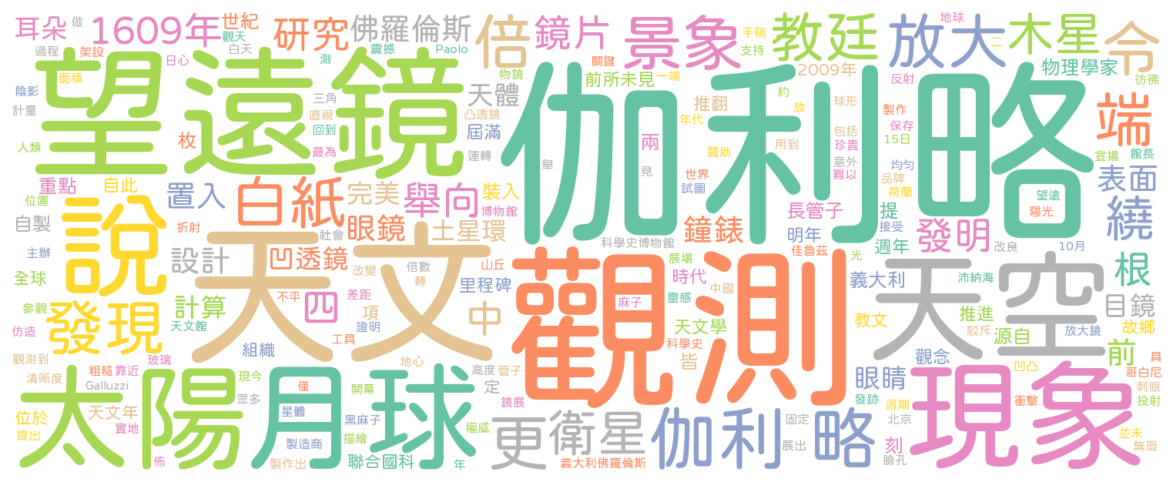 耳朵 做 1609年 世紀 研究 佛羅倫斯 倍 鏡片 景象 教廷 放大 地球 木星 令
過程 架設 觀天 白天 震撼 Paolo 物鏡 關鍵 手稿 支持 二 物理學家 彷彿
日心 測 前所未見 一端 2009年 反射
望遠鏡 伽利略
陰影 面積 計量 三角 直視 天體 凸透鏡 推翻 約 球形 製作 端
人類 枚 回到 屆滿 年代 放 包括 保存 15日
最為 運轉 兩 贊助 用到 珍貴 意外 均勻 宣揚 館長
重點 自此 置入 白紙 完美 舉向 裝入 舉 見 世界 難以 品牌 荷蘭 表面
位置 博物館 試圖 長管子 提 望遠 陽光
說 自製 折射 社會 眼鏡 土星環 鐘錶 明年 接受 發明 繞
主辦 設計 凹透鏡 科學史博物館 展場 佳魯茲 週年 改良 10月
全球 改變 倍數 山丘 時代 中國 光 義大利 沛納海 根
天文 觀測 天空
參觀 計算 四 差距 轉 里程碑 靈感 麻子 推進 放大鏡 目鏡
發現 不平 項 證明 中 天文學 教文 源自 故鄉
仿造 天文館 工具 科學史 駁斥 前
觀測到 玻璃 組織 地心 皆 觀念 凹凸 具
清晰度 粗糙 靠近 現今 高度 管子 眼睛 哥白尼
Galluzzi 眾多 僅 開幕 定 鏡展 發跡 週期 衝擊 刺眼
太陽 月球 現象
位於 天文年 星體 黑麻子 權威 更 衛星 伽利 略 固定 北京 投射
提出 實地 製造商 描繪 展出 刻 並未 無瑕
佈 製作出 聯合國科 年 義大利佛羅倫斯 臉孔